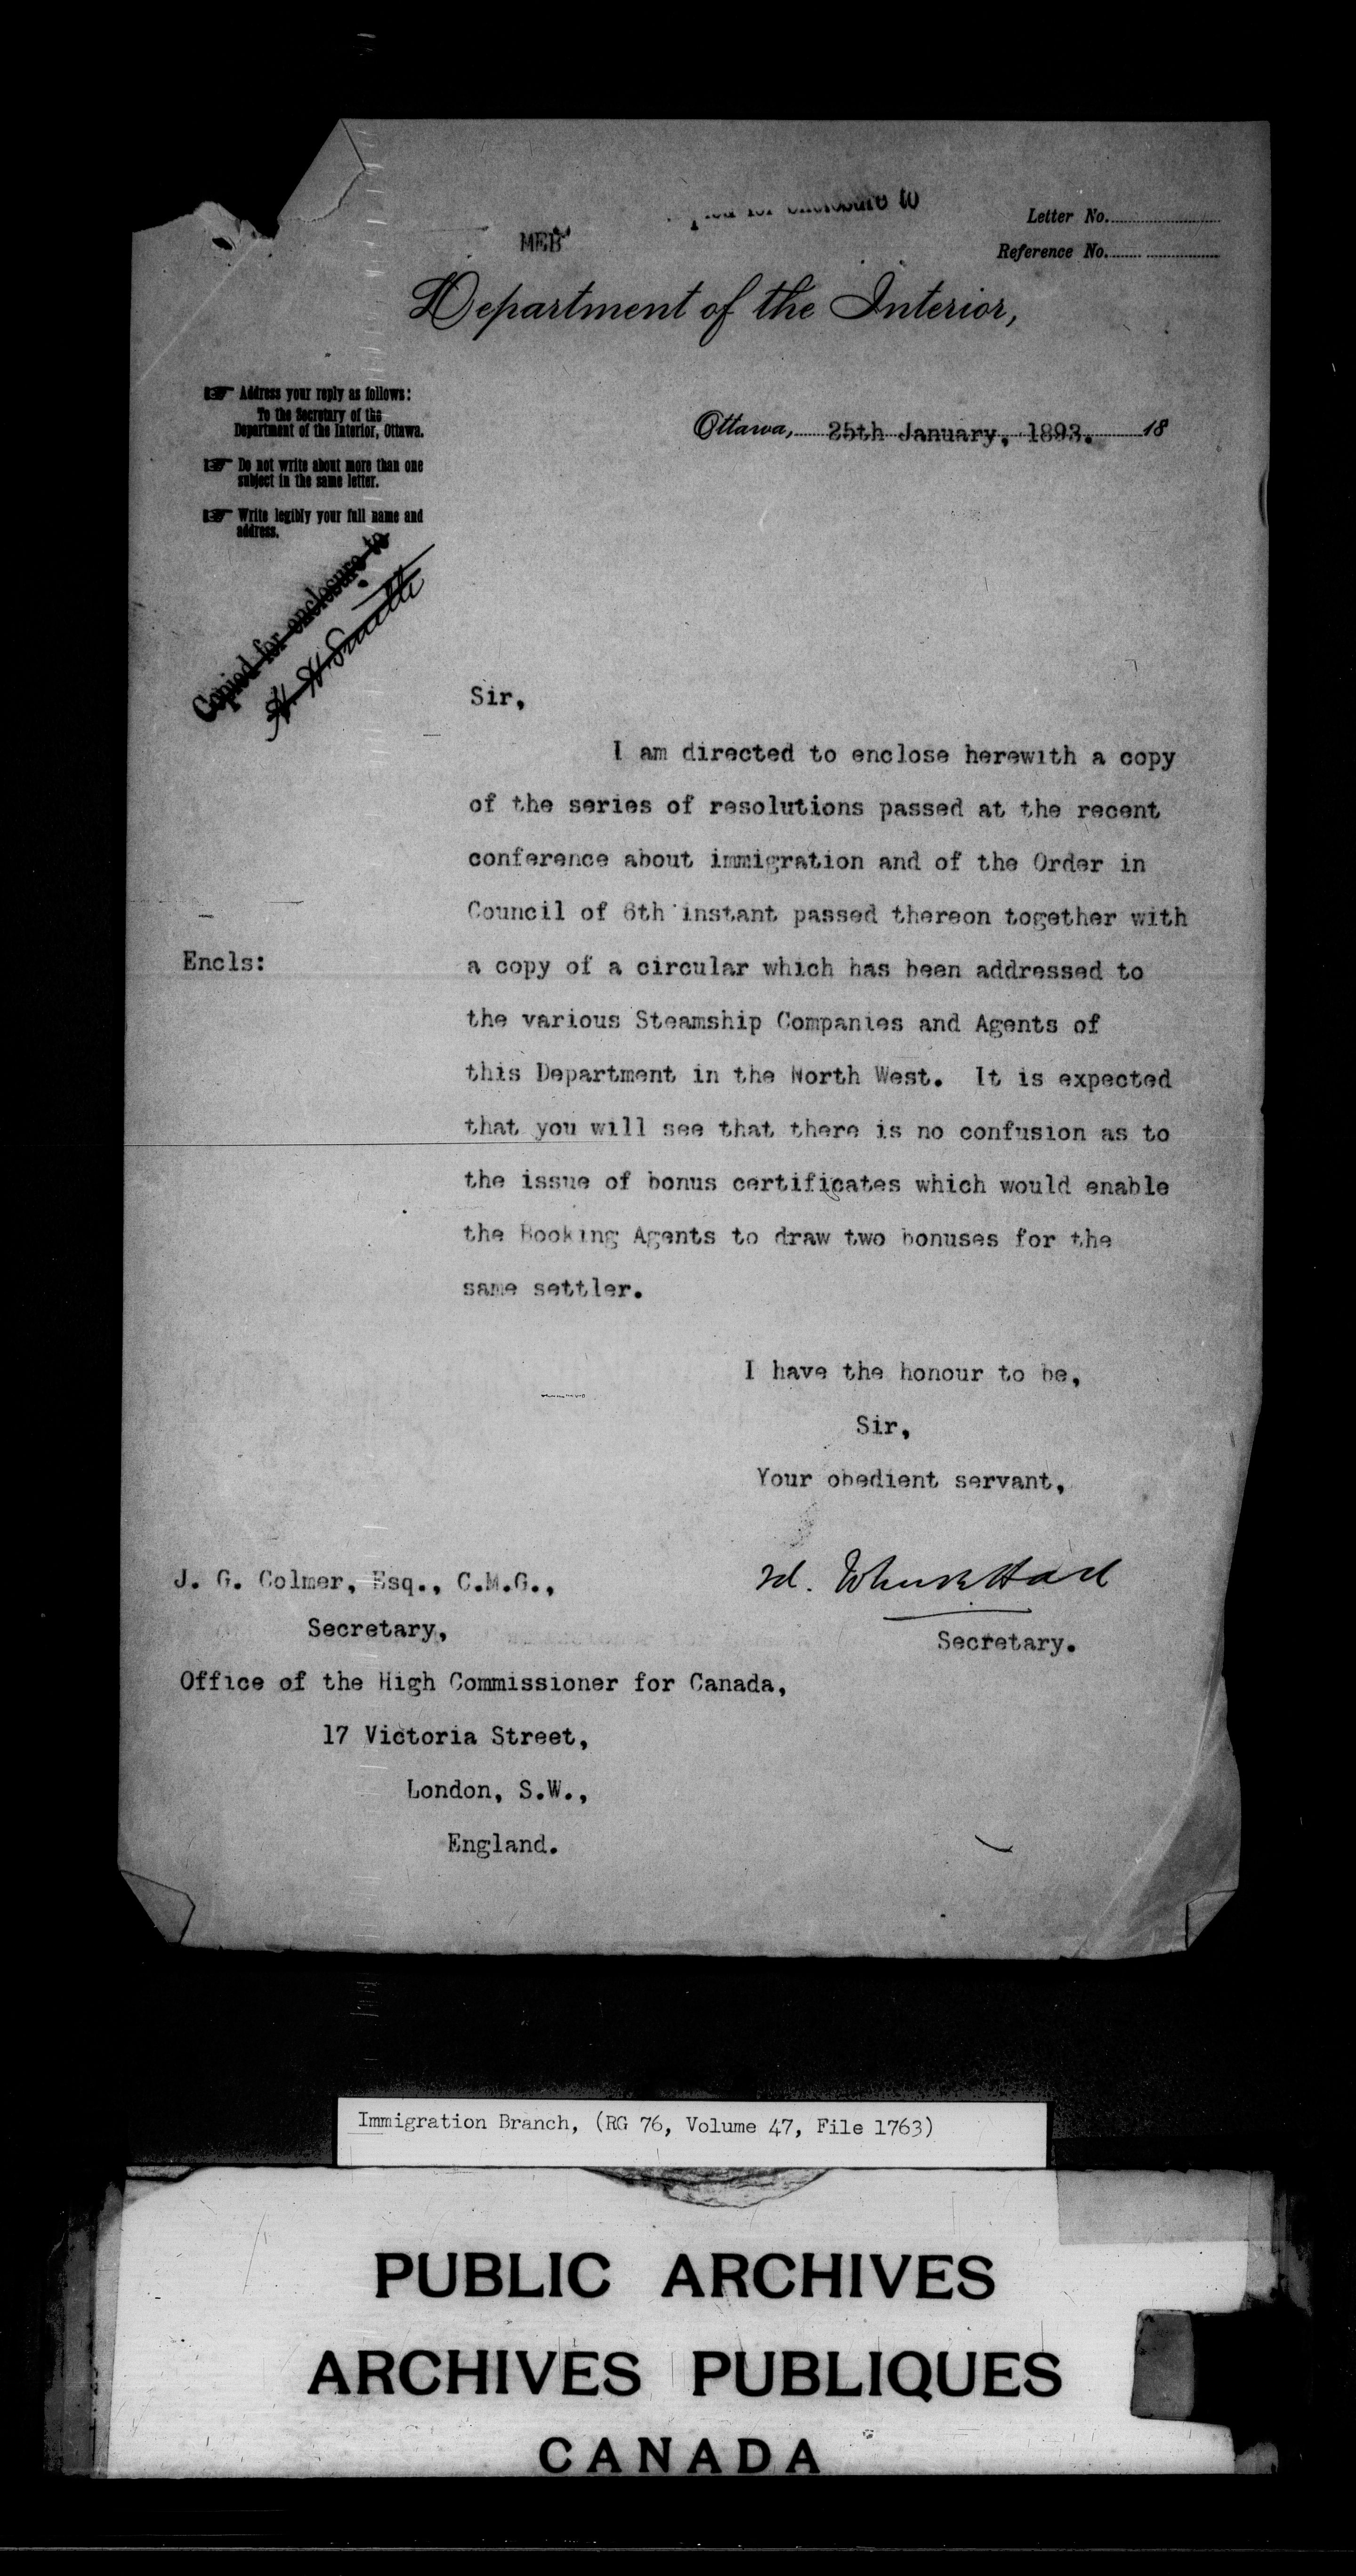 Copied for enclosure to
Letter No.
MEB
Reference No.
Department of the Interior,
Address your reply as follows:
To the Secretary of the
Department of the Interior, Ottawa.
Ottawa, 25th January, 1893. 18
Do not write about more than one
subject in the same letter.
Write legibly your full name and
address.
Copied for enclosure to
H. H. Smith
Sir,
I am directed to enclose herewith a copy
of the series of resolutions passed at the recent
conference about immigration and of the Order in
Council of 6th instant passed thereon together with
Encls:
a copy of a circular which has been addressed to
the various Steamship Companies and Agents of
this Department in the North West. It is expected
that you will see that there is no confusion as to
the issue of bonus certificates which would enable
the Booking Agents to draw two bonuses for the
same settler.
I have the honour to be,
Sir,
Your obedient servant,
J. G. Colmer, Esq., C.M.G.,
Secretary,
Secretary.
Office of the High Commissioner for Canada,
17 Victoria Street,
London, S.W.,
England.
Immigration Branch, (RG 76, Volume 47, File 1763)
PUBLIC ARCHIVES
ARCHIVES PUBLIQUES
CANADA